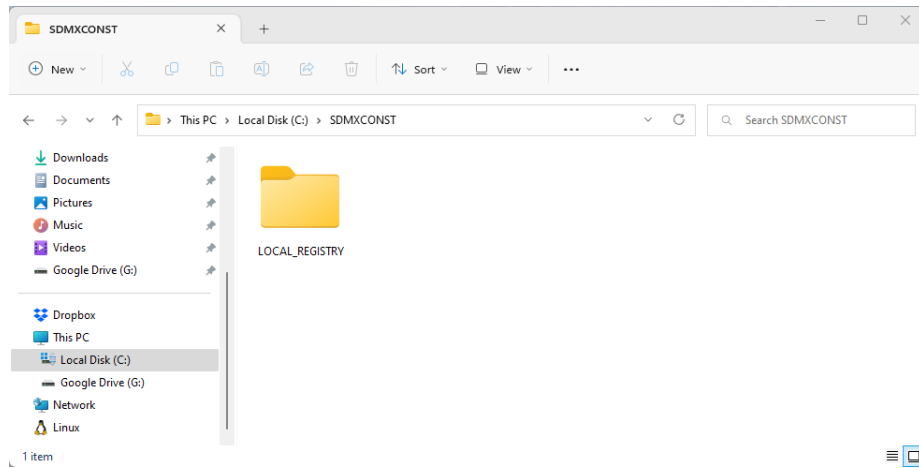 SDMXCONST
New
Sort
View
This PC > Local Disk (C:) > SDMXCONST
Search SDMXCONST
Downloads
Documents
Pictures
Music
Videos
Google Drive (G:)
Dropbox
This PC
Local Disk (C:)
Google Drive (G:)
Network
Linux
LOCAL_REGISTRY
1 item